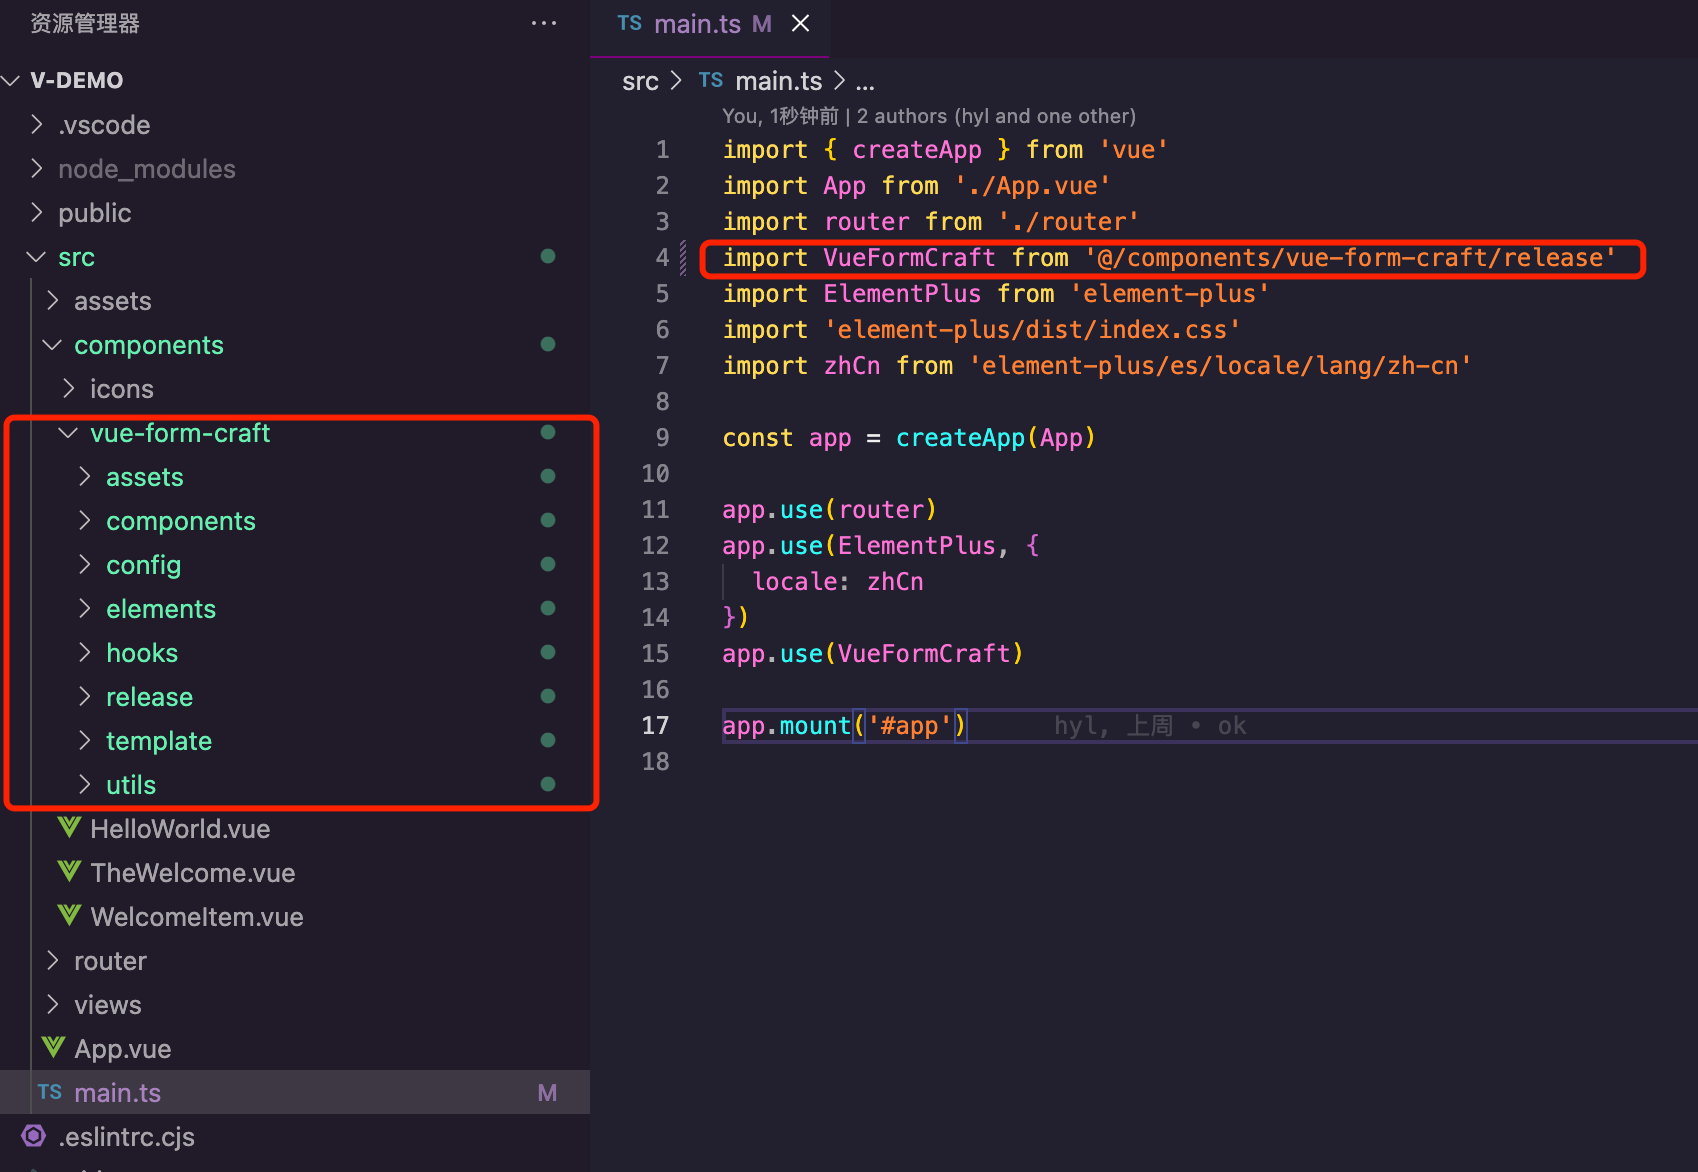 资源管理器
V-DEMO
.vscode
node_modules
public
src
assets
components
icons
vue-form-craft
assets
components
config
elements
hooks
release
template
utils
HelloWorld.vue
TheWelcome.vue
WelcomeItem.vue
router
views
App.vue
TS main.ts M
.eslintrc.cjs
TS main.ts M
src > TS main.ts > ...
You, 1秒钟前 | 2 authors (hyl and one other)
1 import { createApp } from 'vue'
2 import App from './App.vue'
3 import router from './router'
4 import VueFormCraft from '@/components/vue-form-craft/release'
5 import ElementPlus from 'element-plus'
6 import 'element-plus/dist/index.css'
7 import zhCn from 'element-plus/es/locale/lang/zh-cn'
8
9 const app = createApp(App)
10
11 app.use(router)
12 app.use(ElementPlus, {
13 locale: zhCn
14 })
15 app.use(VueFormCraft)
16
17 app.mount('#app') hyl, 上周 • ok
18